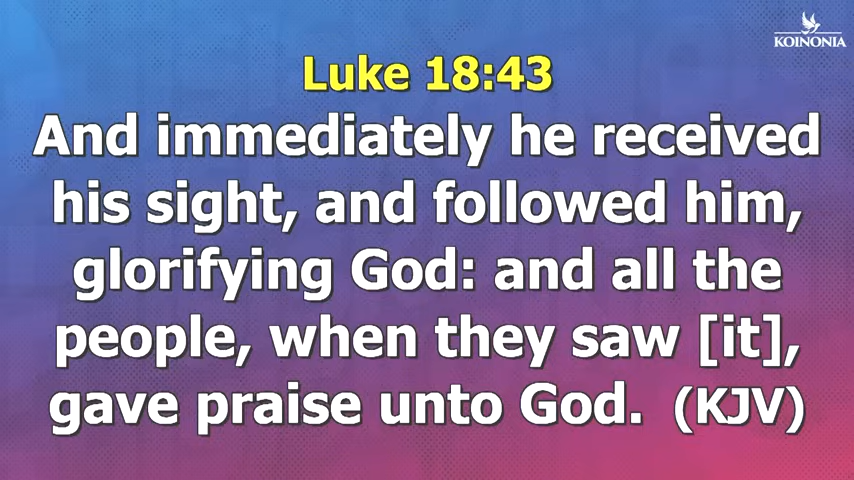 KOINONIA
Luke 18:43
And immediately he received
his sight, and followed him,
glorifying God: and all the
people, when they saw [it],
gave praise unto God. (KJV)